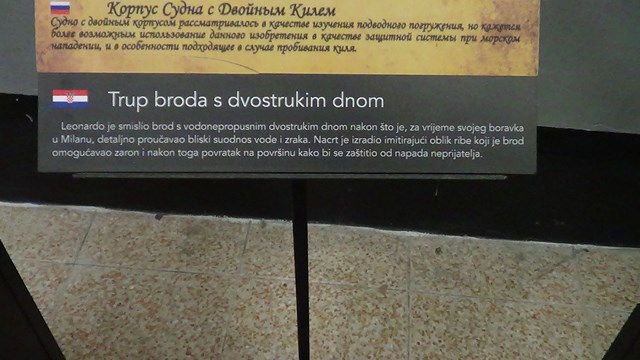 Корпус Судна с Двойным Килем
Судно с двойным корпусом рассматривалось в качестве изучения подводного погружения, но кажется
более возможным использование данного изобретения в качестве защитной системы при морском
нападении, и в особенности подходящее в случае пробивания киля.
Trup broda s dvostrukim dnom
Leonardo je smislio brod s vodonepropusnim dvostrukim dnom nakon što je, za vrijeme svojeg boravka
u Milanu, detaljno proučavao bliski suodnos vode i zraka. Nacrt je izradio imitirajući oblik ribe koji je brod
omogućavao zaron i nakon toga povratak na površinu kako bi se zaštitio od napada neprijatelja.